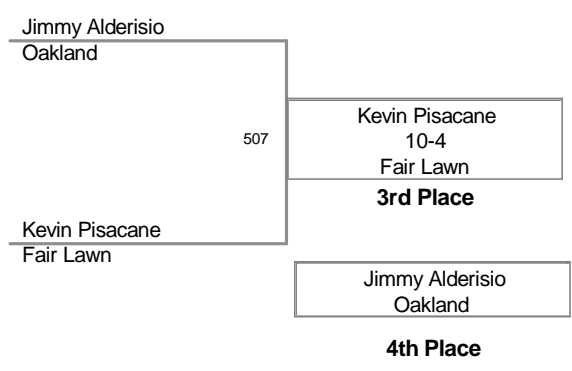 Jimmy Alderisio
Oakland
507
Kevin Pisacane
10-4
Fair Lawn
3rd Place
Kevin Pisacane
Fair Lawn
Jimmy Alderisio
Oakland
4th Place